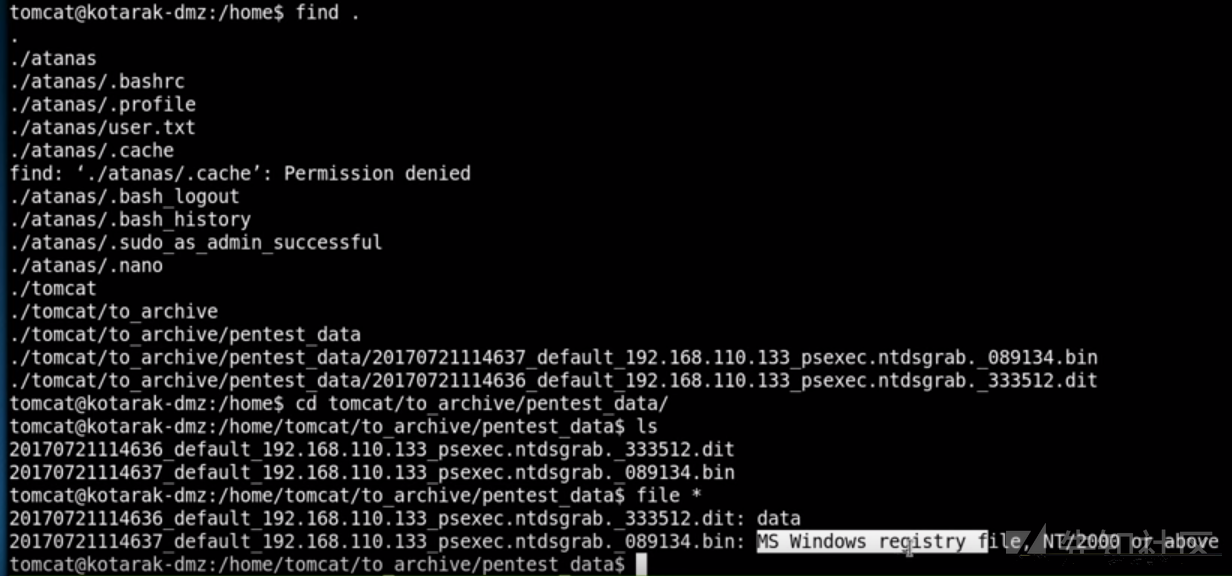 tomcat@kotarak-dmz:/home$ find .
.
./atanas
./atanas/.bashrc
./atanas/.profile
./atanas/user.txt
./atanas/.cache
find: ‘./atanas/.cache’: Permission denied
./atanas/.bash_logout
./atanas/.bash_history
./atanas/.sudo_as_admin_successful
./atanas/.nano
./tomcat
./tomcat/to_archive
./tomcat/to_archive/pentest_data
./tomcat/to_archive/pentest_data/20170721114637_default_192.168.110.133_psexec.ntdsgrab._089134.bin
./tomcat/to_archive/pentest_data/20170721114636_default_192.168.110.133_psexec.ntdsgrab._333512.dit
tomcat@kotarak-dmz:/home$ cd tomcat/to_archive/pentest_data/
tomcat@kotarak-dmz:/home/tomcat/to_archive/pentest_data$ ls
20170721114636_default_192.168.110.133_psexec.ntdsgrab._333512.dit
20170721114637_default_192.168.110.133_psexec.ntdsgrab._089134.bin
tomcat@kotarak-dmz:/home/tomcat/to_archive/pentest_data$ file *
20170721114636_default_192.168.110.133_psexec.ntdsgrab._333512.dit: data
20170721114637_default_192.168.110.133_psexec.ntdsgrab._089134.bin: MS Windows registry file, NT/2000 or above
tomcat@kotarak-dmz:/home/tomcat/to_archive/pentest_data$